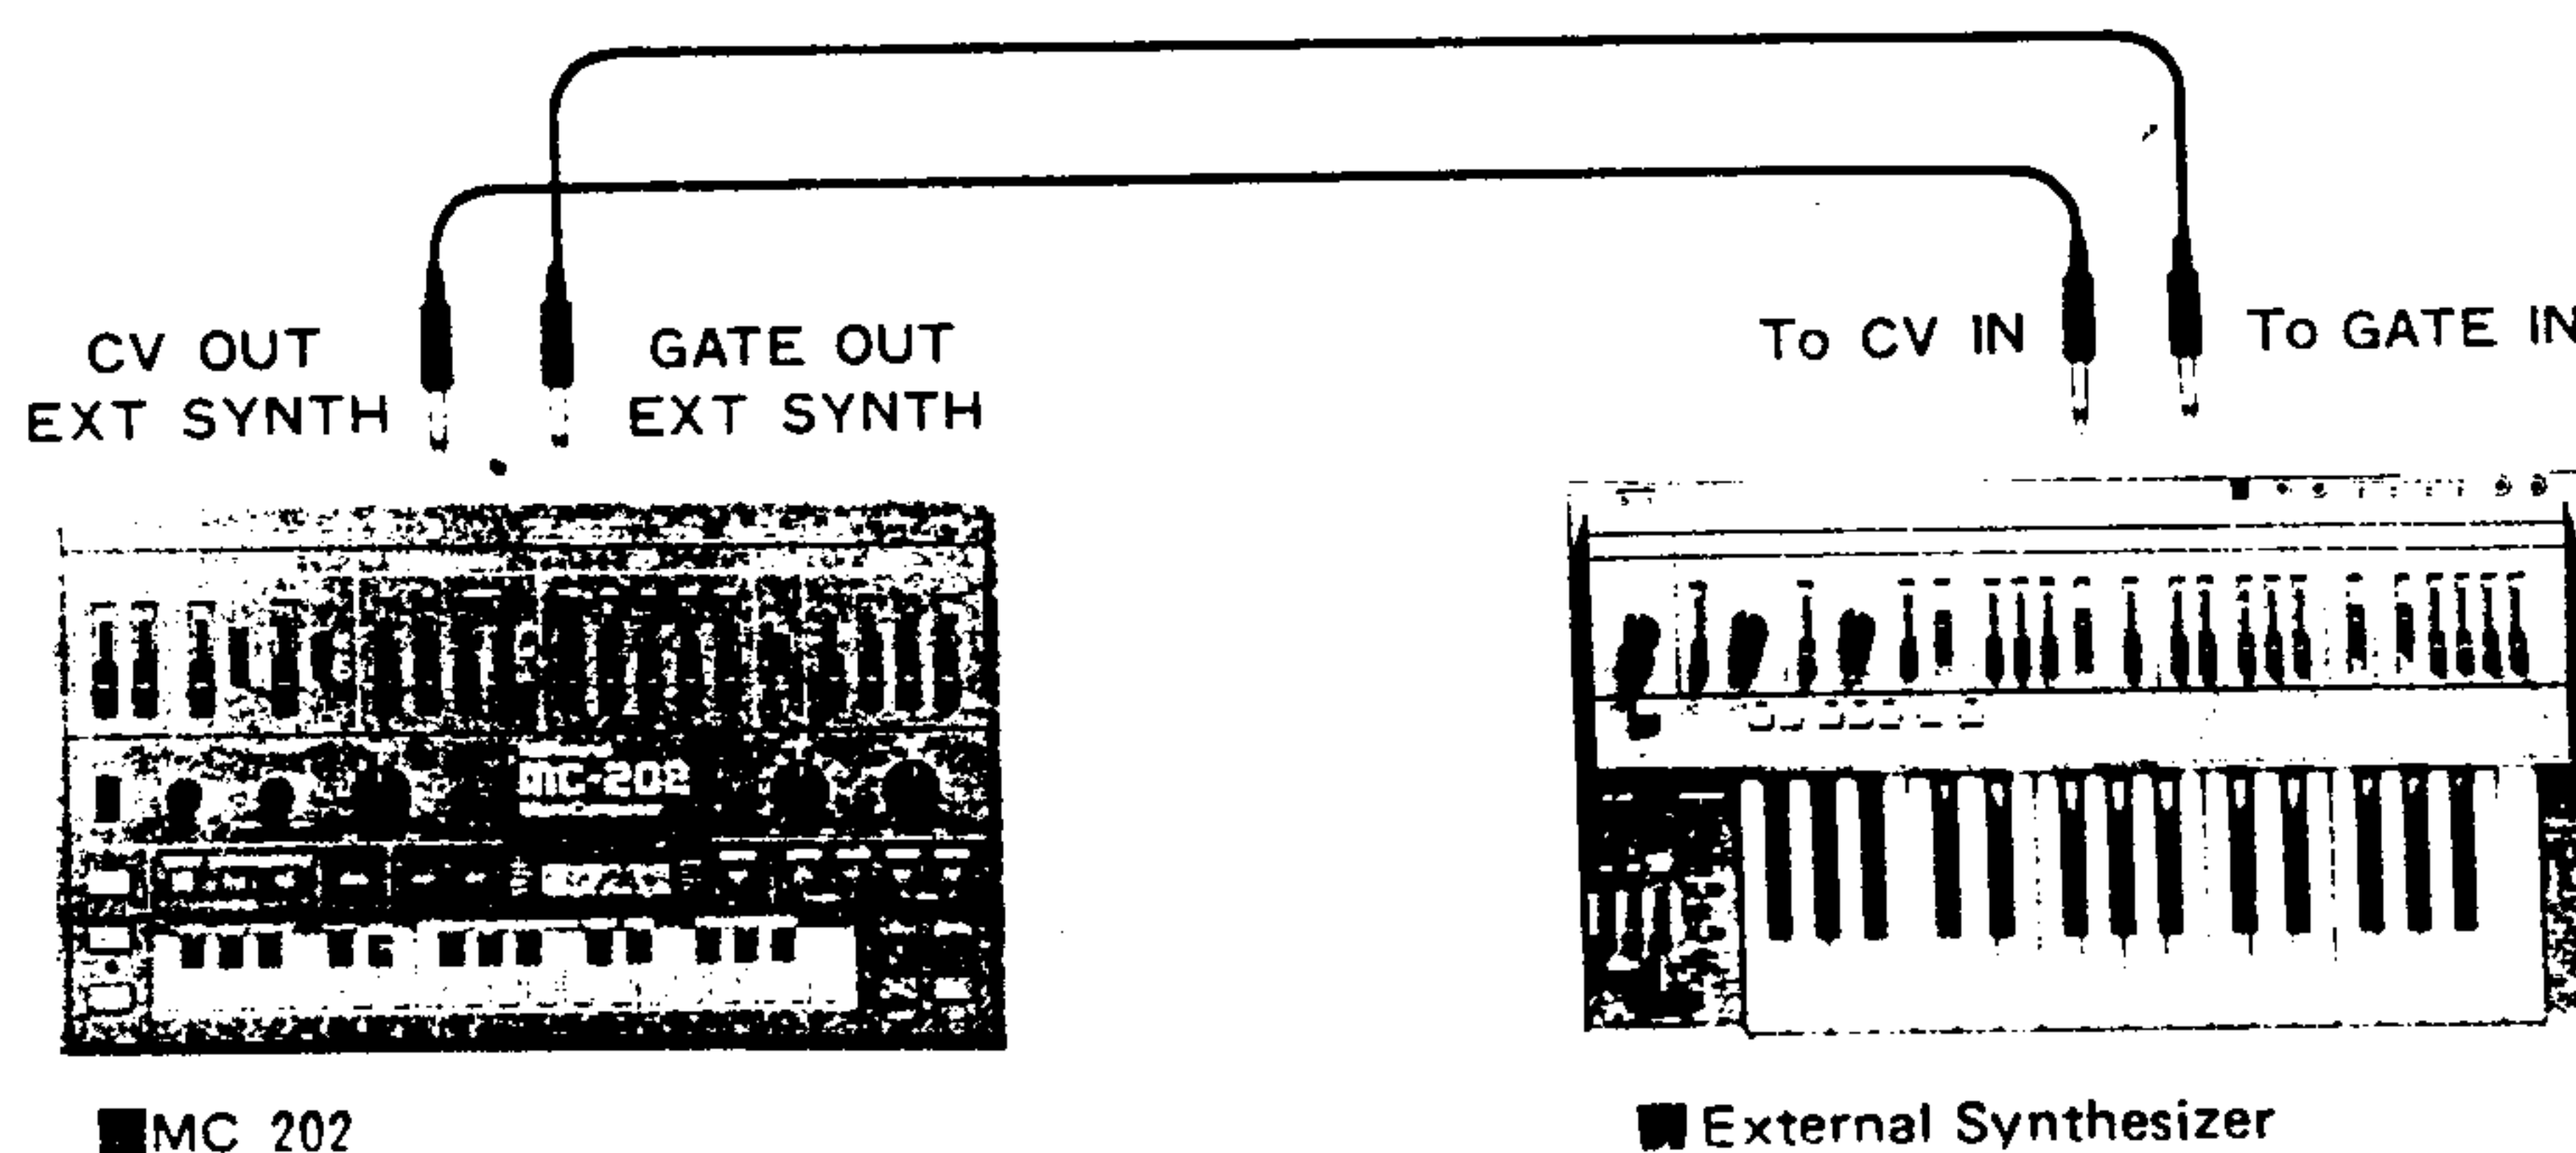 CV OUT
EXT SYNTH
GATE OUT
EXT SYNTH
To CV IN
To GATE IN
MC-202
MC 202
External Synthesizer